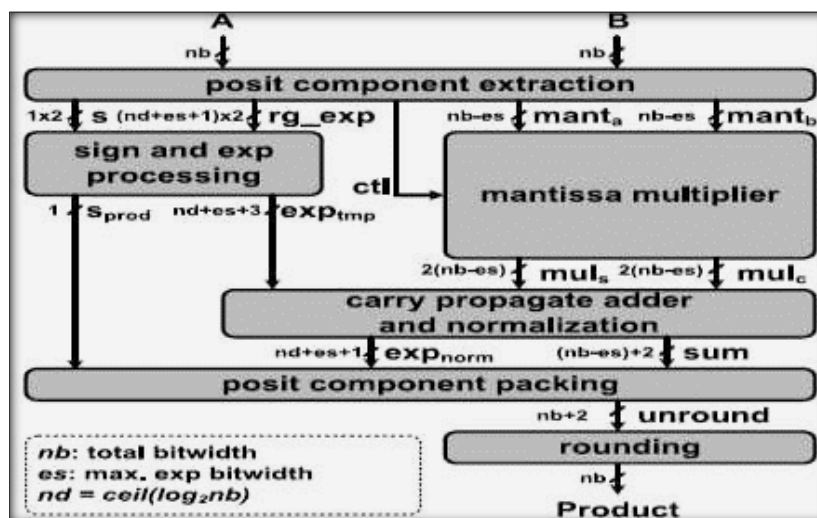 A B
nb nb
posit component extraction
1x2 s (nd+es+1)x2 rg_exp nb-es mant_a nb-es mant_b
sign and exp
processing
ctl
mantissa multiplier
1 s_prod nd+es+3 exp_tmp
2(nb-es) mul_s 2(nb-es) mul_c
carry propagate adder
and normalization
nd+es+1 exp_norm (nb-es)+2 sum
posit component packing
nb+2 unround
rounding
nb
Product
nb: total bitwidth
es: max. exp bitwidth
nd = ceil(log₂nb)